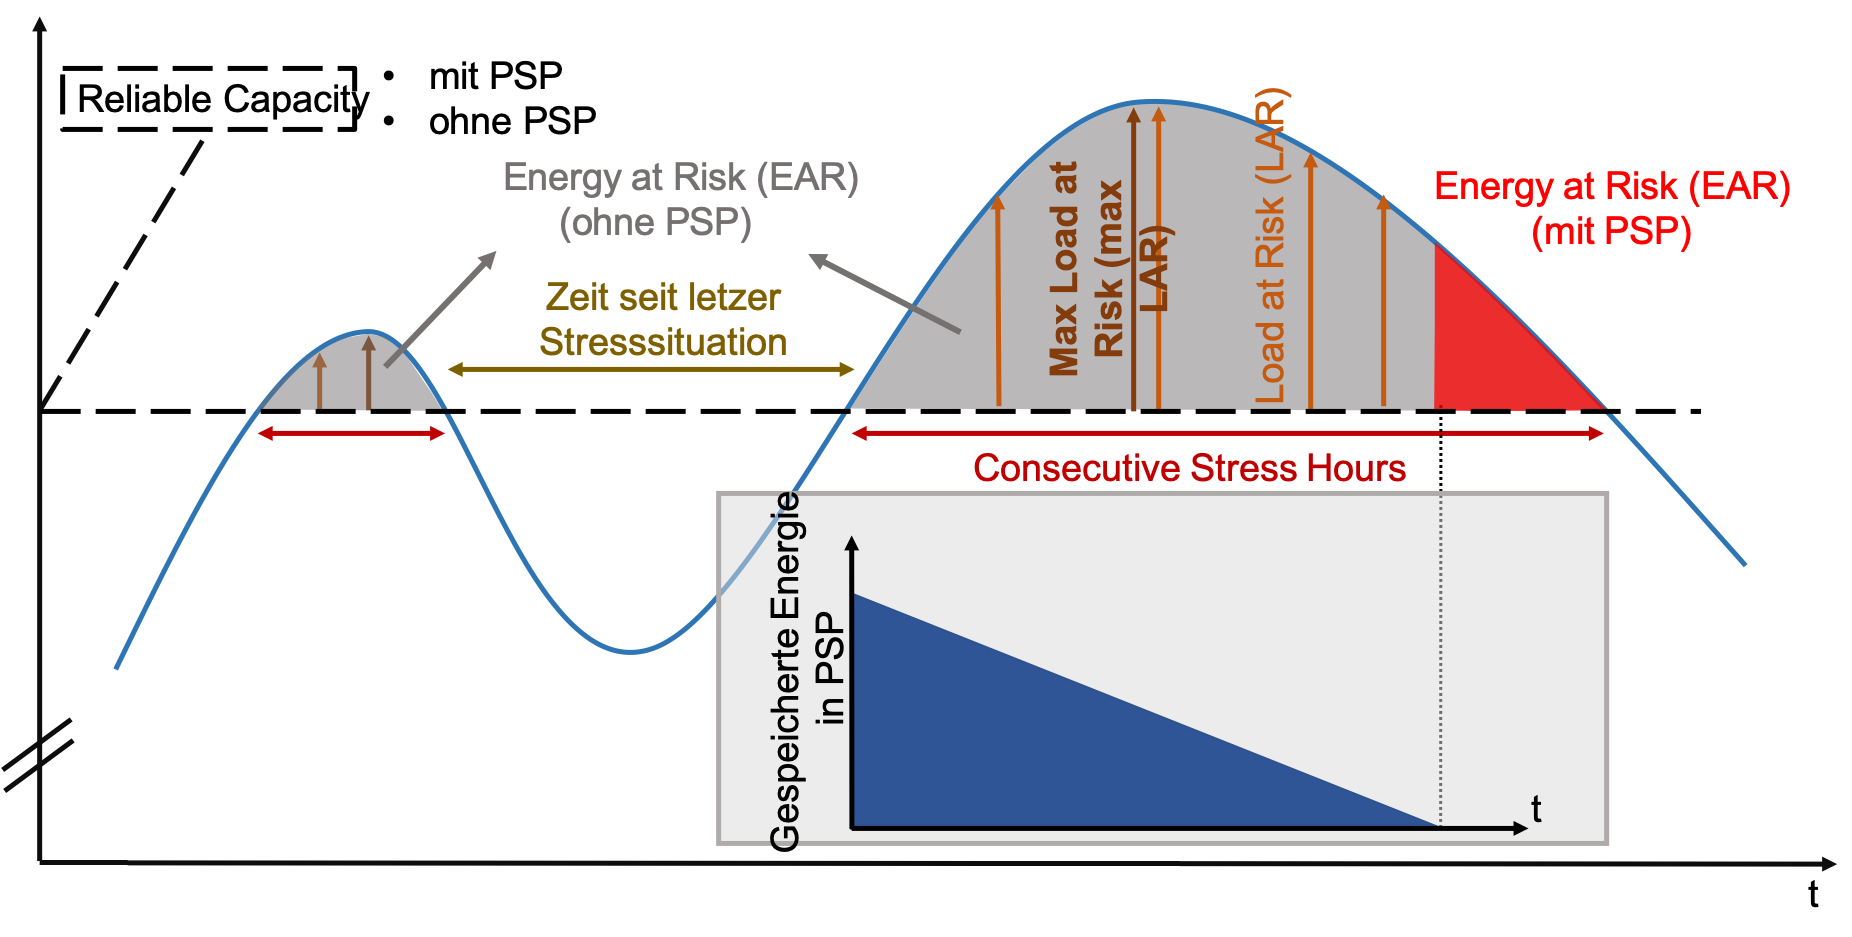 Reliable Capacity
• mit PSP
• ohne PSP
Energy at Risk (EAR)
(ohne PSP)
Zeit seit letzer
Stresssituation
Max Load at
Risk (max
LAR)
Load at Risk (LAR)
Energy at Risk (EAR)
(mit PSP)
Consecutive Stress Hours
Gespeicherte Energie
in PSP
t
t